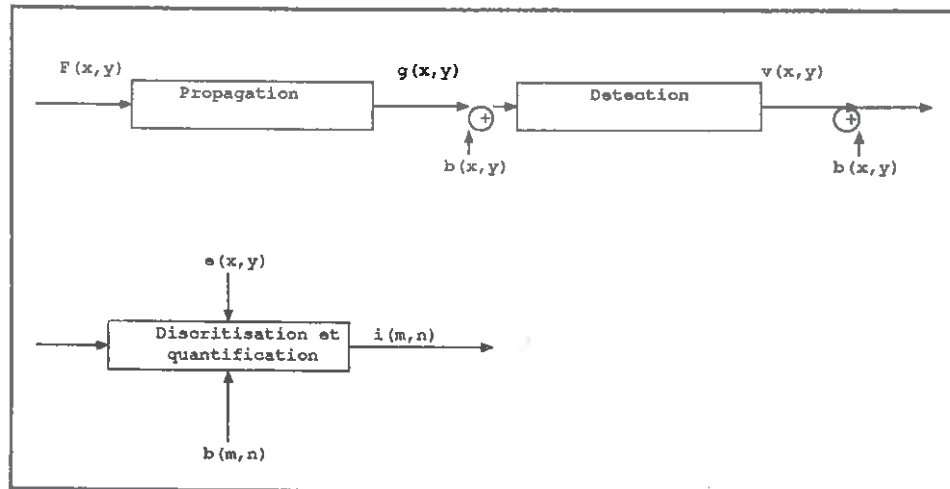 F(x,y)
Propagation
g(x,y)
+
b(x,y)
Detection
v(x,y)
+
b(x,y)
e(x,y)
Discritisation et
quantification
i(m,n)
b(m,n)